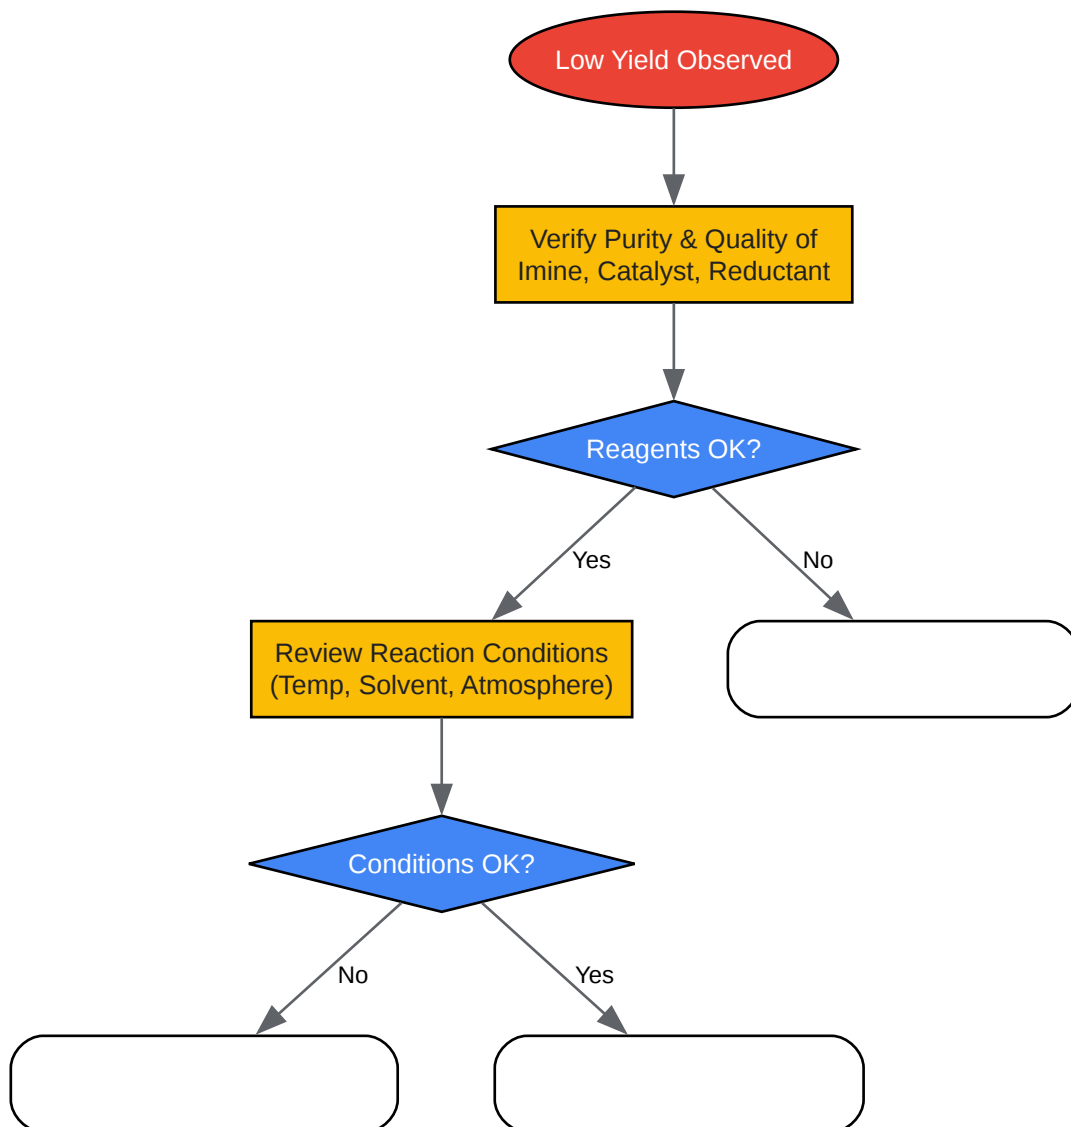 Low Yield Observed
Verify Purity & Quality of
Imine, Catalyst, Reductant
Reagents OK?
Yes
No
Review Reaction Conditions
(Temp, Solvent, Atmosphere)
Conditions OK?
No
Yes